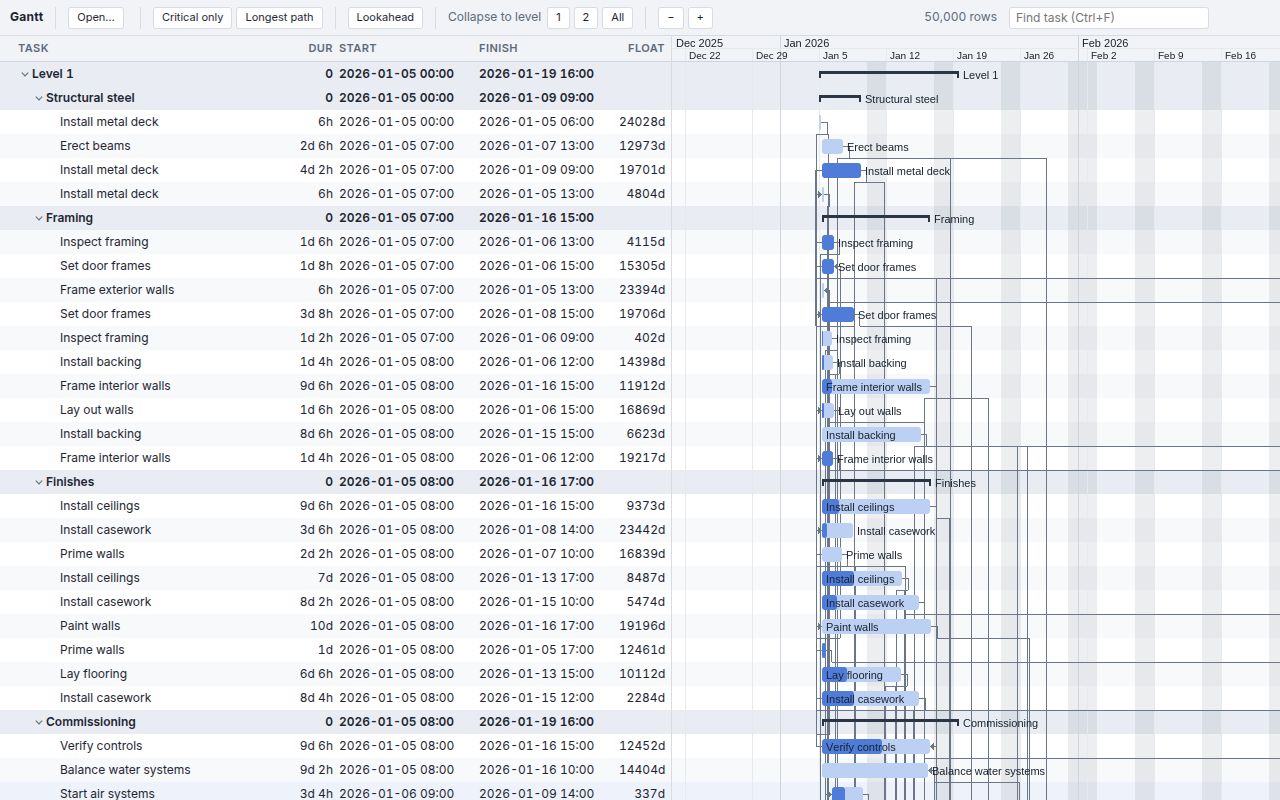 Gantt Open... Critical only Longest path Lookahead Collapse to level 1 2 All − + 50,000 rows Find task (Ctrl+F)
TASK DUR START FINISH FLOAT
Dec 2025 Jan 2026 Feb 2026
Dec 22 Dec 29 Jan 5 Jan 12 Jan 19 Jan 26 Feb 2 Feb 9 Feb 16
Level 1 0 2026-01-05 00:00 2026-01-19 16:00 Level 1
Structural steel 0 2026-01-05 00:00 2026-01-09 09:00 Structural steel
Install metal deck 6h 2026-01-05 00:00 2026-01-05 06:00 24028d
Erect beams 2d 6h 2026-01-05 07:00 2026-01-07 13:00 12973d Erect beams
Install metal deck 4d 2h 2026-01-05 07:00 2026-01-09 09:00 19701d Install metal deck
Install metal deck 6h 2026-01-05 07:00 2026-01-05 13:00 4804d
Framing 0 2026-01-05 07:00 2026-01-16 15:00 Framing
Inspect framing 1d 6h 2026-01-05 07:00 2026-01-06 13:00 4115d Inspect framing
Set door frames 1d 8h 2026-01-05 07:00 2026-01-06 15:00 15305d Set door frames
Frame exterior walls 6h 2026-01-05 07:00 2026-01-05 13:00 23394d
Set door frames 3d 8h 2026-01-05 07:00 2026-01-08 15:00 19706d Set door frames
Inspect framing 1d 2h 2026-01-05 07:00 2026-01-06 09:00 402d Inspect framing
Install backing 1d 4h 2026-01-05 08:00 2026-01-06 12:00 14398d Install backing
Frame interior walls 9d 6h 2026-01-05 08:00 2026-01-16 15:00 11912d Frame interior walls
Lay out walls 1d 6h 2026-01-05 08:00 2026-01-06 15:00 16869d Lay out walls
Install backing 8d 6h 2026-01-05 08:00 2026-01-15 15:00 6623d Install backing
Frame interior walls 1d 4h 2026-01-05 08:00 2026-01-06 12:00 19217d Frame interior walls
Finishes 0 2026-01-05 08:00 2026-01-16 17:00 Finishes
Install ceilings 9d 6h 2026-01-05 08:00 2026-01-16 15:00 9373d Install ceilings
Install casework 3d 6h 2026-01-05 08:00 2026-01-08 14:00 23442d Install casework
Prime walls 2d 2h 2026-01-05 08:00 2026-01-07 10:00 16839d Prime walls
Install ceilings 7d 2026-01-05 08:00 2026-01-13 17:00 8487d Install ceilings
Install casework 8d 2h 2026-01-05 08:00 2026-01-15 10:00 5474d Install casework
Paint walls 10d 2026-01-05 08:00 2026-01-16 17:00 19196d Paint walls
Prime walls 1d 2026-01-05 08:00 2026-01-05 17:00 12461d
Lay flooring 6d 6h 2026-01-05 08:00 2026-01-13 15:00 10112d Lay flooring
Install casework 8d 4h 2026-01-05 08:00 2026-01-15 12:00 2284d Install casework
Commissioning 0 2026-01-05 08:00 2026-01-19 16:00 Commissioning
Verify controls 9d 6h 2026-01-05 08:00 2026-01-16 15:00 12452d Verify controls
Balance water systems 9d 2h 2026-01-05 08:00 2026-01-16 10:00 14404d Balance water systems
Start air systems 3d 4h 2026-01-06 09:00 2026-01-09 14:00 337d